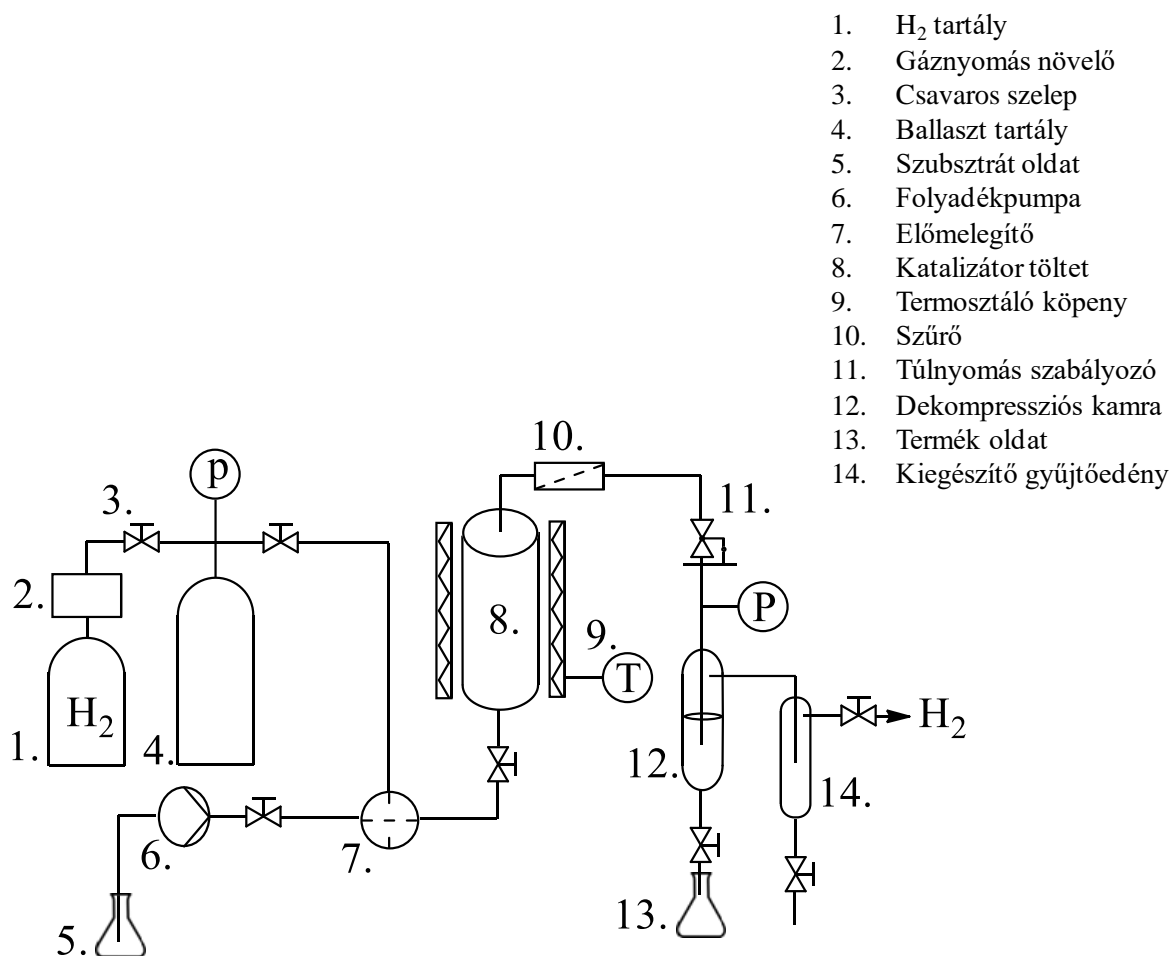 1. H₂ tartály
2. Gáznyomás növelő
3. Csavaros szelep
4. Ballaszt tartály
5. Szubsztrát oldat
6. Folyadékpumpa
7. Előmelegítő
8. Katalizátor töltet
9. Termosztáló köpeny
10. Szűrő
11. Túlnyomás szabályozó
12. Dekompressziós kamra
13. Termék oldat
14. Kiegészítő gyűjtőedény
10.
p
3.
11.
2.
8.
9.
P
T
H₂
1.
4.
H₂
12.
14.
6.
7.
13.
5.